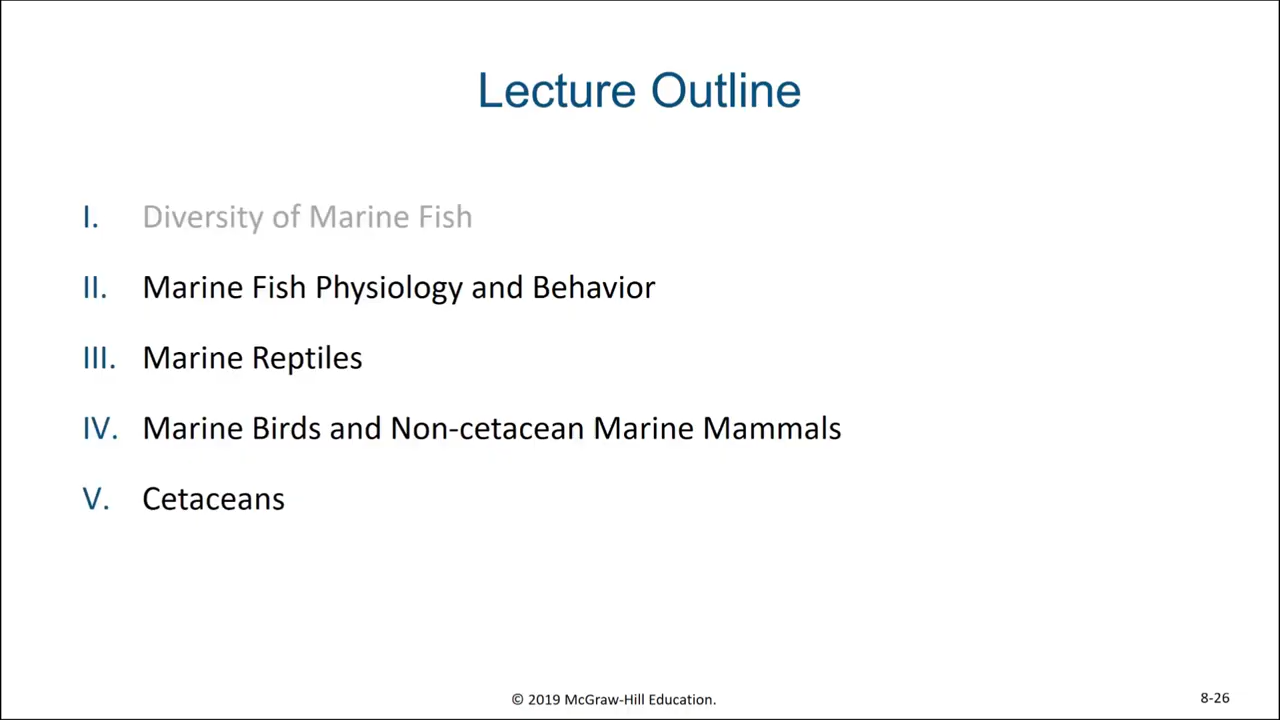 Lecture Outline
I. Diversity of Marine Fish
II. Marine Fish Physiology and Behavior
III. Marine Reptiles
IV. Marine Birds and Non-cetacean Marine Mammals
V. Cetaceans
© 2019 McGraw-Hill Education.
8-26